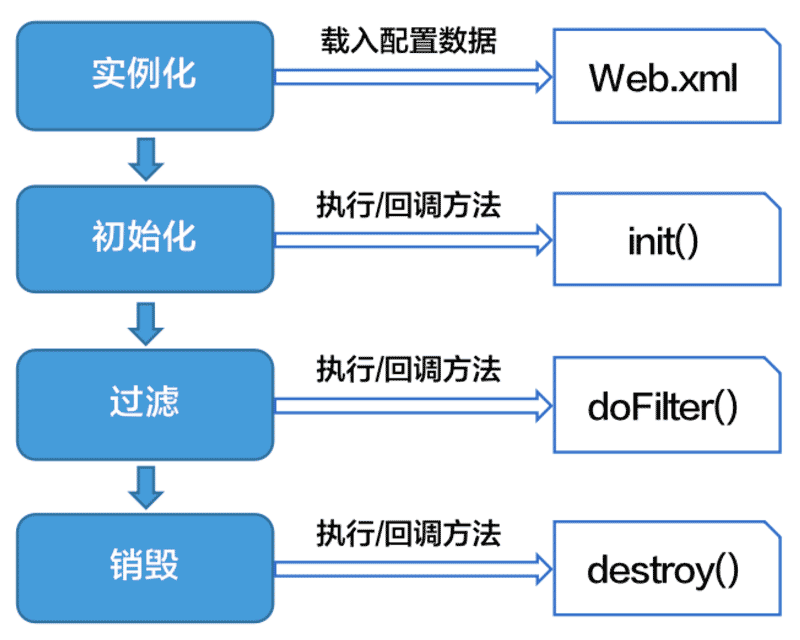 实例化
载入配置数据
Web.xml
初始化
执行/回调方法
init()
过滤
执行/回调方法
doFilter()
销毁
执行/回调方法
destroy()